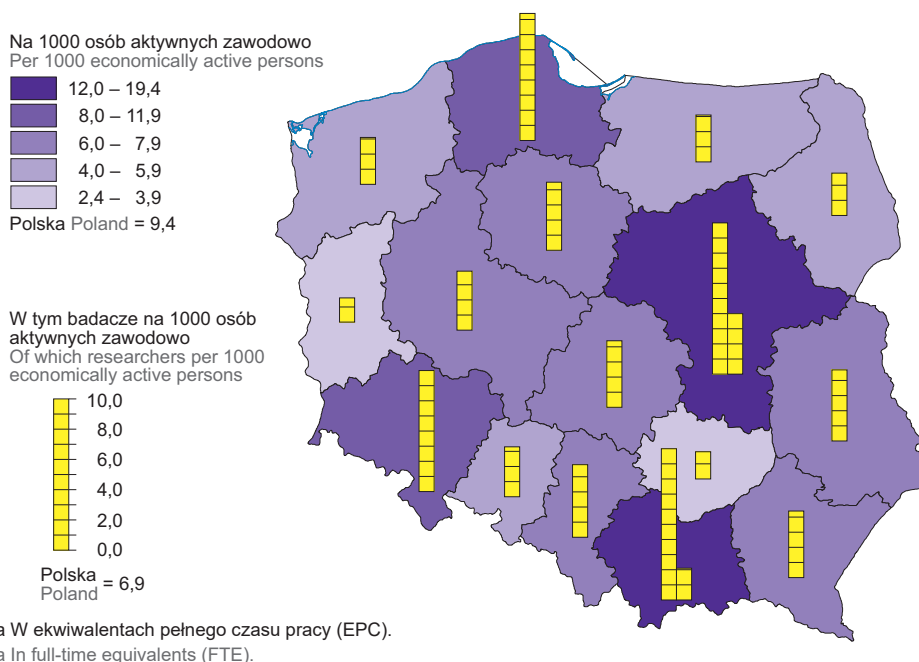 Na 1000 osób aktywnych zawodowo
Per 1000 economically active persons
12,0 – 19,4
8,0 – 11,9
6,0 – 7,9
4,0 – 5,9
2,4 – 3,9
Polska Poland = 9,4
W tym badacze na 1000 osób
aktywnych zawodowo
Of which researchers per 1000
economically active persons
10,0
8,0
6,0
4,0
2,0
0,0
Polska
Poland = 6,9
a W ekwiwalentach pełnego czasu pracy (EPC).
a In full-time equivalents (FTE).